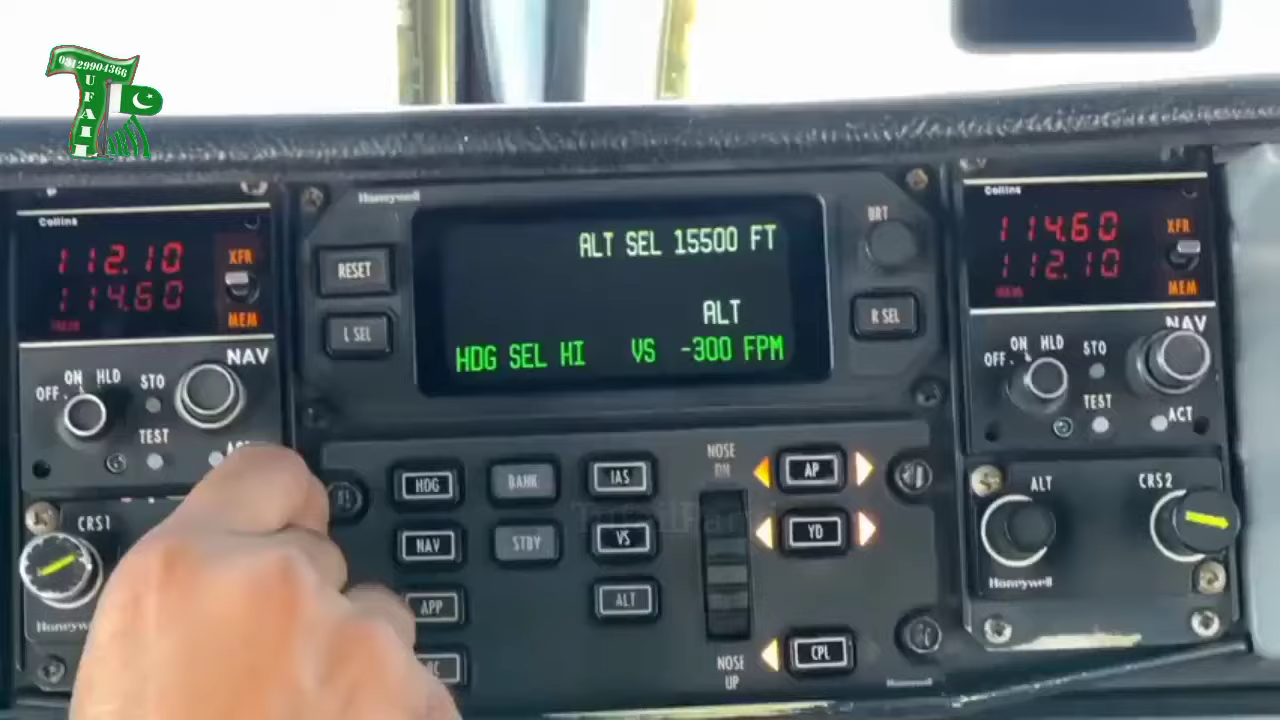 03129904366
TUFAIL
Collins
112.10
114.60
XFR
MEM
NAV
OFF
ON
HLD
STO
TEST
CRS1
Honeywell
RESET
L SEL
ALT SEL 15500 FT
ALT
HDG SEL HI VS -300 FPM
BRT
R SEL
HDG
BANK
IAS
NAV
STBY
VS
APP
ALT
NOSE
DN
NOSE
UP
AP
YD
CPL
Honeywell
Collins
114.60
112.10
XFR
MEM
NAV
OFF
ON
HLD
STO
TEST
ACT
ALT
CRS2
Honeywell